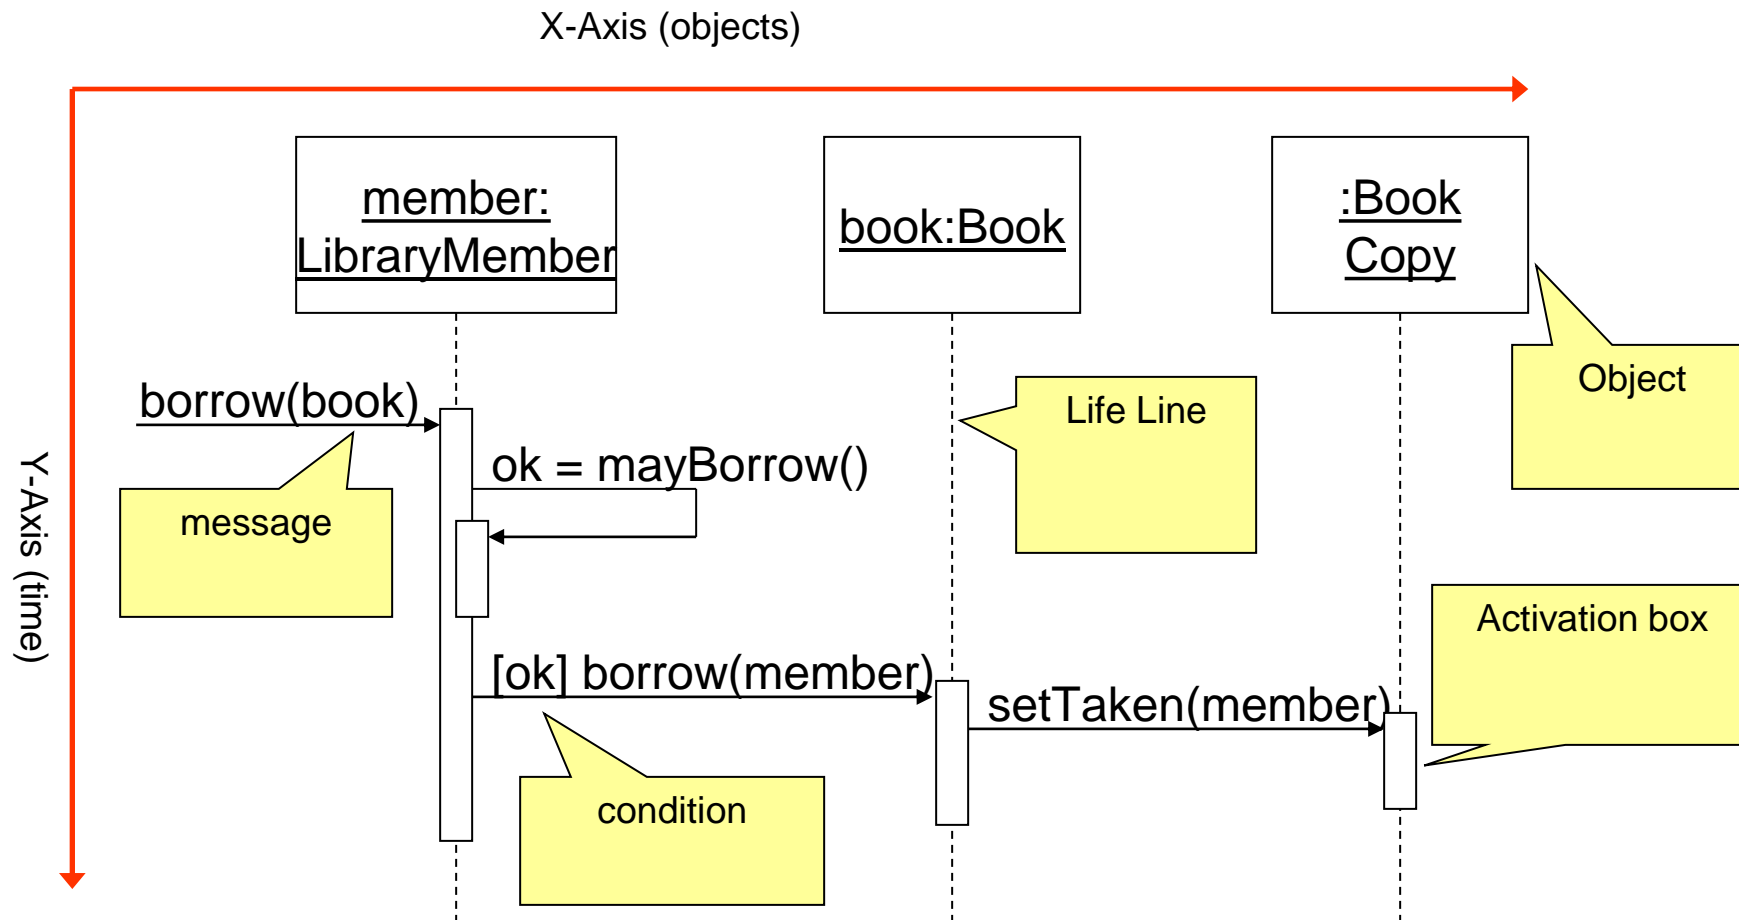 X-Axis (objects)
member:
LibraryMember
book:Book
:Book
Copy
Object
Life Line
borrow(book)
ok = mayBorrow()
message
Y-Axis (time)
Activation box
[ok] borrow(member)
setTaken(member)
condition